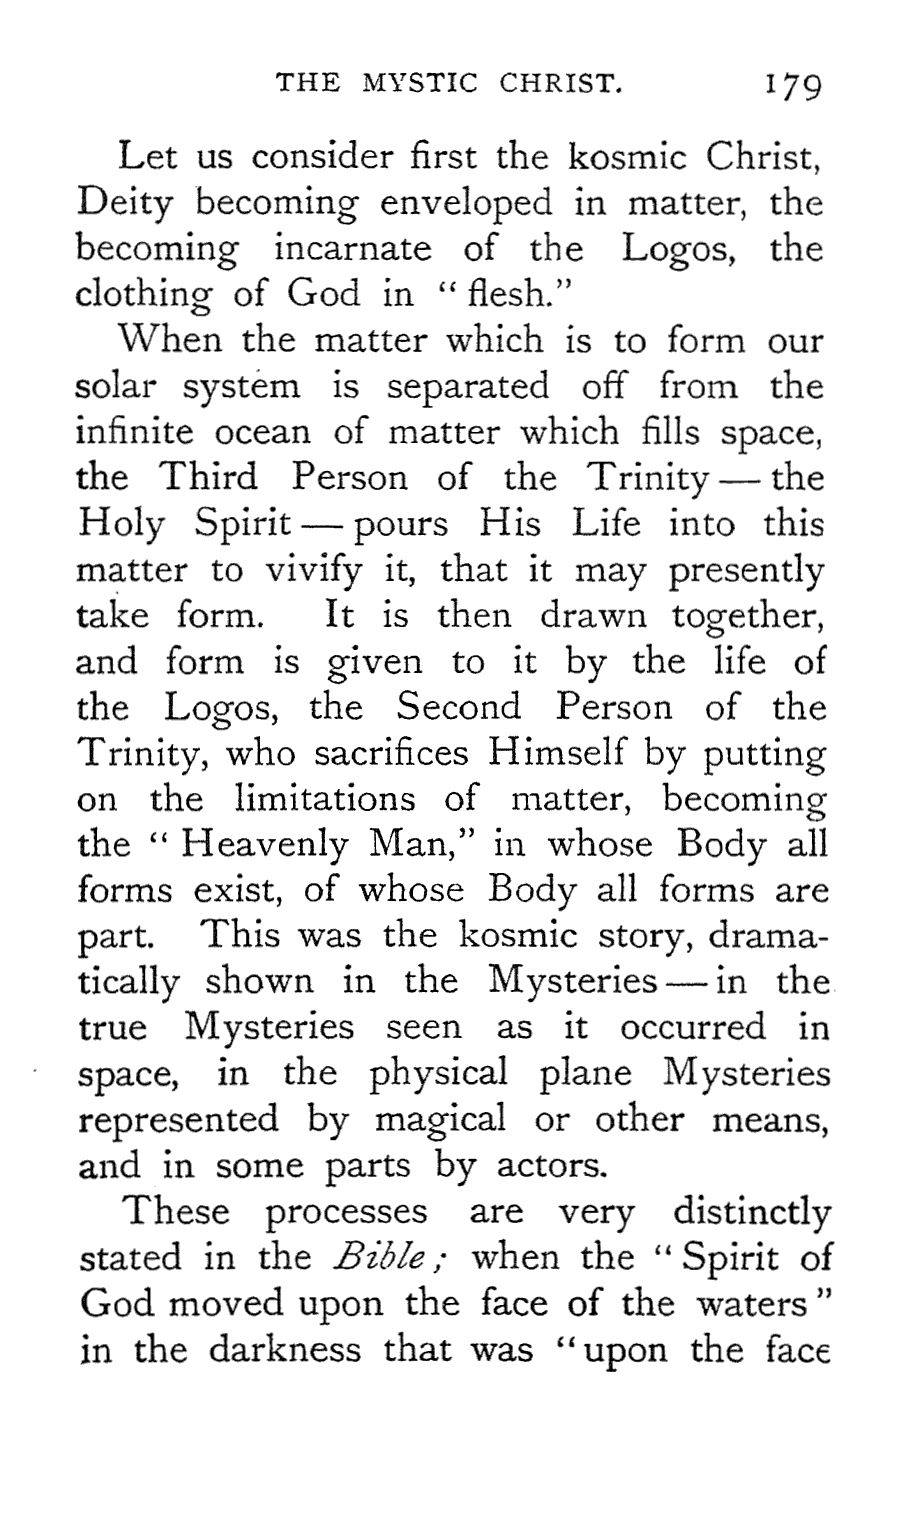 THE MYSTIC CHRIST. 179
Let us consider first the kosmic Christ,
Deity becoming enveloped in matter, the
becoming incarnate of the Logos, the
clothing of God in “ flesh.”
When the matter which is to form our
solar system is separated off from the
infinite ocean of matter which fills space,
the Third Person of the Trinity — the
Holy Spirit — pours His Life into this
matter to vivify it, that it may presently
take form. It is then drawn together,
and form is given to it by the life of
the Logos, the Second Person of the
Trinity, who sacrifices Himself by putting
on the limitations of matter, becoming
the “ Heavenly Man,” in whose Body all
forms exist, of whose Body all forms are
part. This was the kosmic story, drama-
tically shown in the Mysteries — in the
true Mysteries seen as it occurred in
space, in the physical plane Mysteries
represented by magical or other means,
and in some parts by actors.
These processes are very distinctly
stated in the Bible ; when the “ Spirit of
God moved upon the face of the waters ”
in the darkness that was “ upon the face